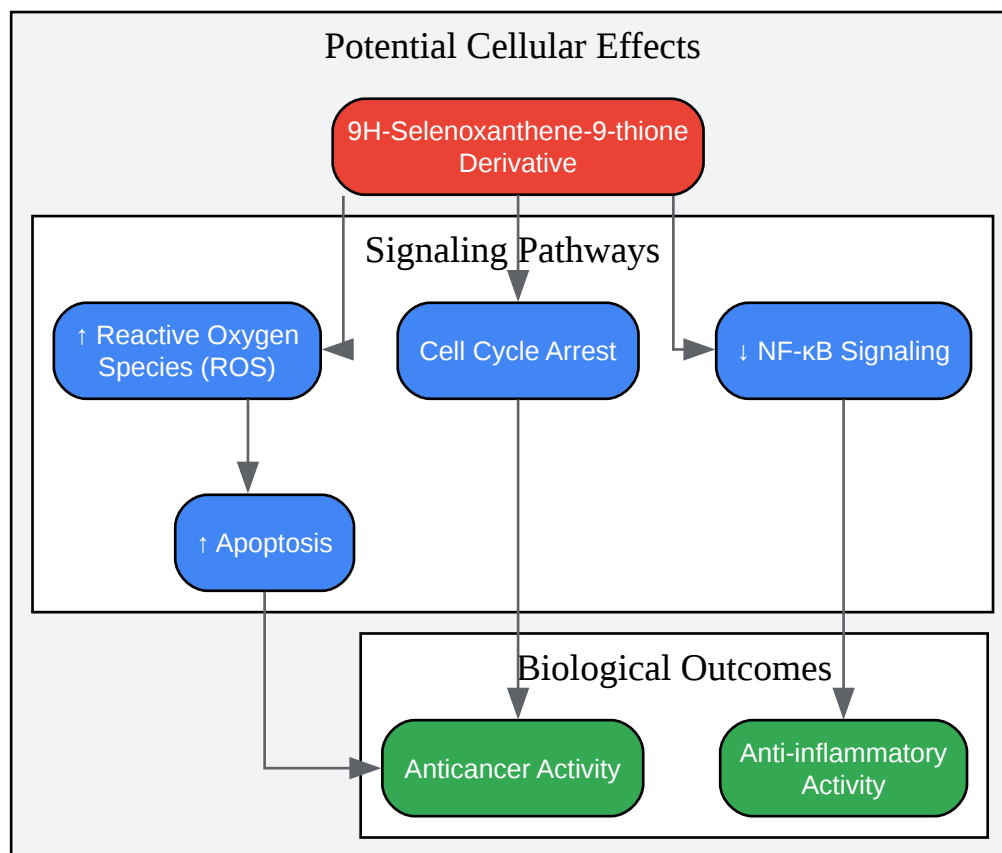 Potential Cellular Effects
9H-Selenoxanthene-9-thione
Derivative
Signaling Pathways
↑ Reactive Oxygen
Species (ROS)
Cell Cycle Arrest
↓ NF-κB Signaling
↑ Apoptosis
Biological Outcomes
Anticancer Activity
Anti-inflammatory
Activity